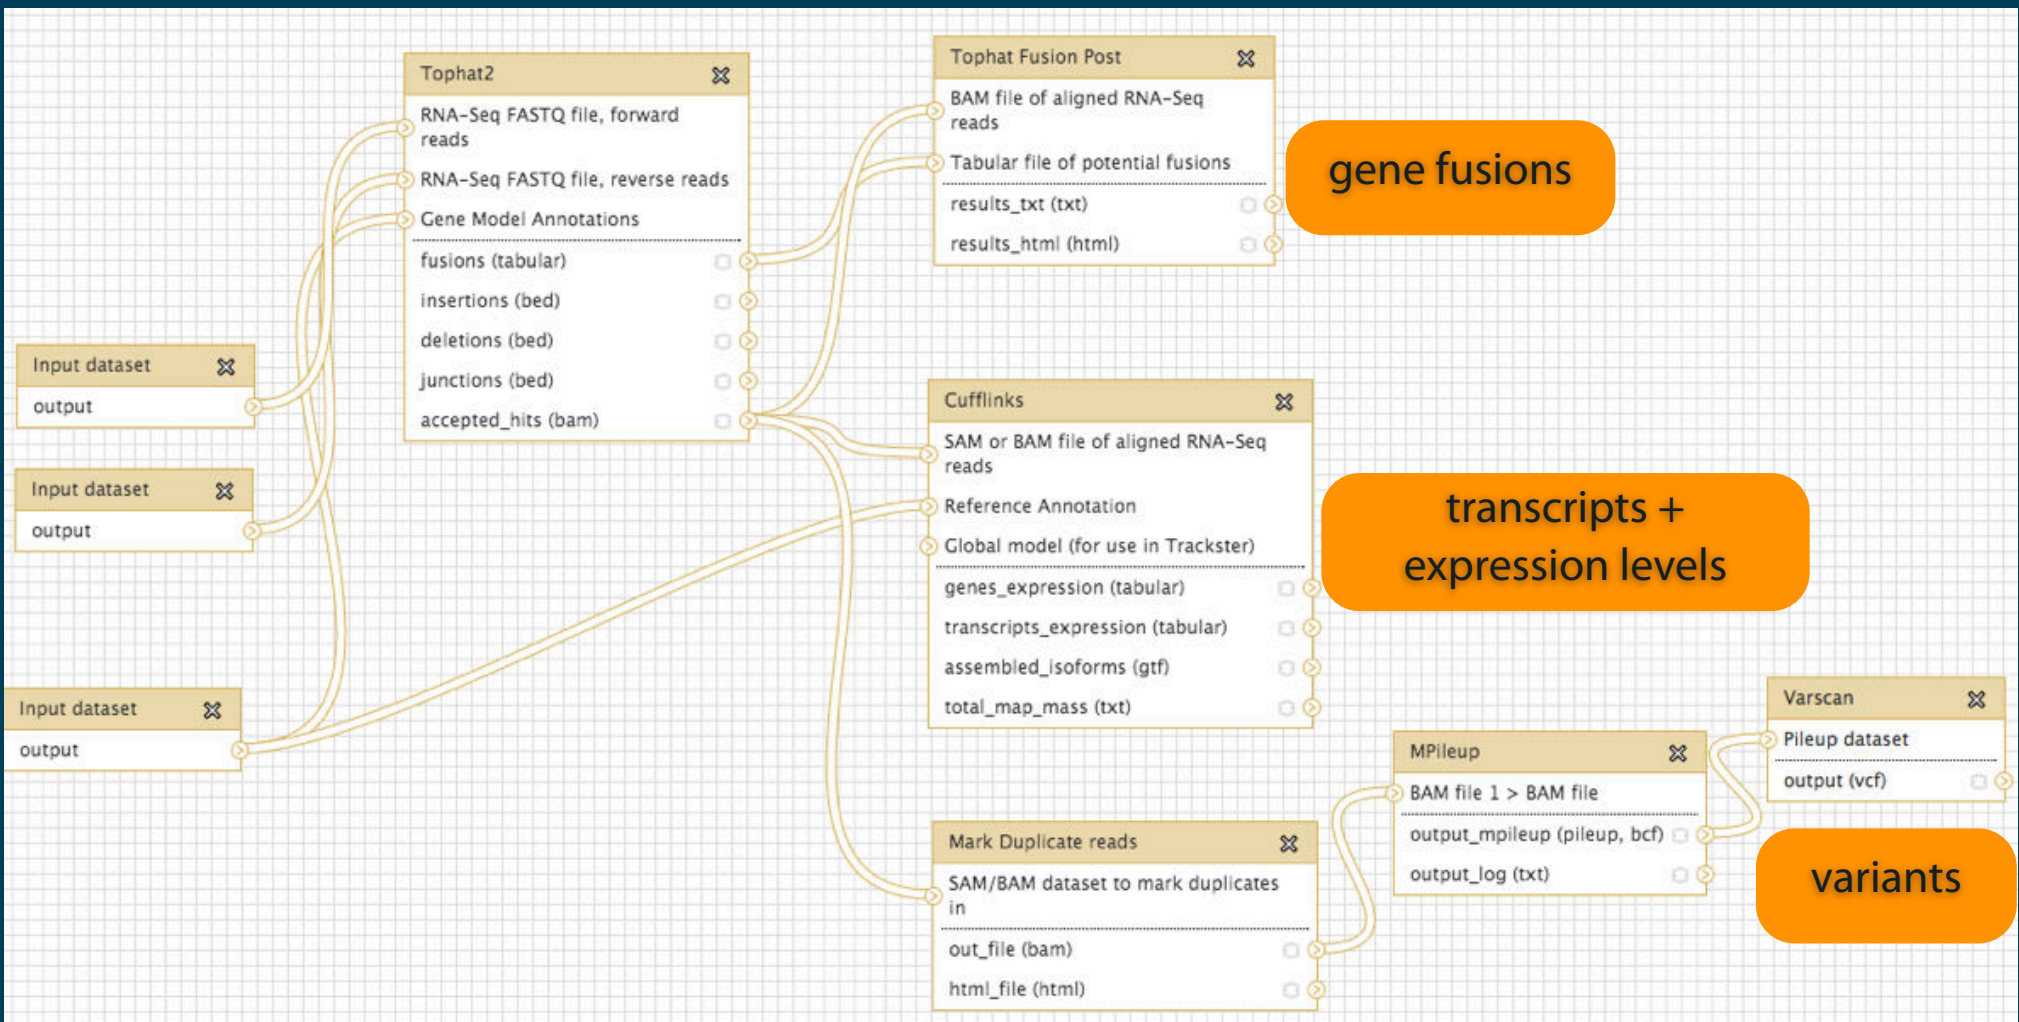 Input dataset
output
Input dataset
output
Input dataset
output
Tophat2
RNA-Seq FASTQ file, forward
reads
RNA-Seq FASTQ file, reverse reads
Gene Model Annotations
fusions (tabular)
insertions (bed)
deletions (bed)
junctions (bed)
accepted_hits (bam)
Tophat Fusion Post
BAM file of aligned RNA-Seq
reads
Tabular file of potential fusions
results_txt (txt)
results_html (html)
gene fusions
Cufflinks
SAM or BAM file of aligned RNA-Seq
reads
Reference Annotation
Global model (for use in Trackster)
genes_expression (tabular)
transcripts_expression (tabular)
assembled_isoforms (gtf)
total_map_mass (txt)
transcripts +
expression levels
Mark Duplicate reads
SAM/BAM dataset to mark duplicates
in
out_file (bam)
html_file (html)
MPileup
BAM file 1 > BAM file
output_mpileup (pileup, bcf)
output_log (txt)
Varscan
Pileup dataset
output (vcf)
variants